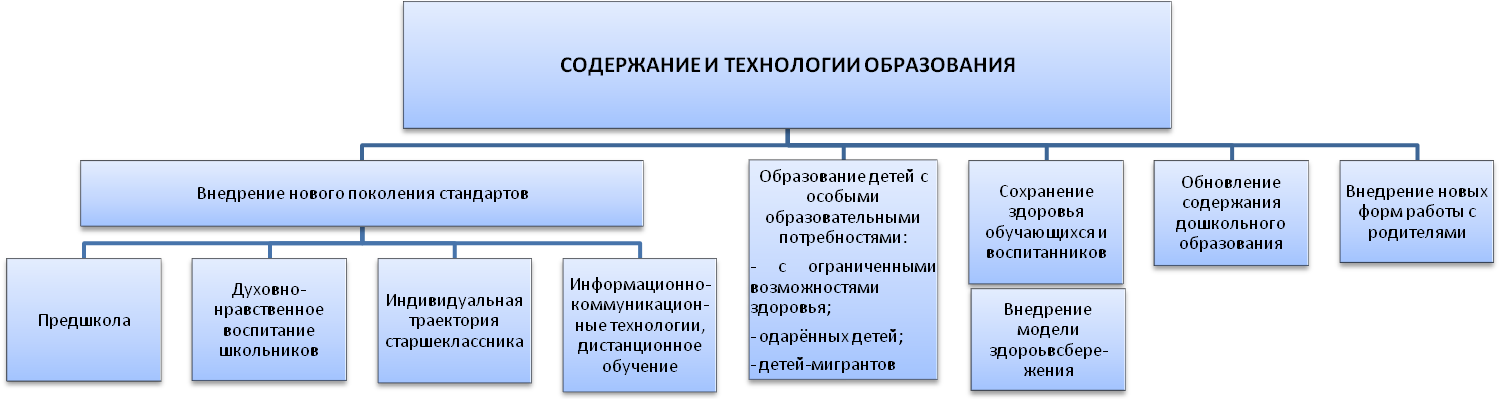 СОДЕРЖАНИЕ И ТЕХНОЛОГИИ ОБРАЗОВАНИЯ
Внедрение нового поколения стандартов
Предшкола
Духовно-
нравственное
воспитание
школьников
Индивидуальная
траектория
старшеклассника
Информационно-
коммуникацион-
ные технологии,
дистанционное
обучение
Образование детей с
особыми
образовательными
потребностями:
- с ограниченными
возможностями
здоровья;
- одарённых детей;
- детей-мигрантов
Сохранение
здоровья
обучающихся и
воспитанников
Внедрение
модели
здороьвсбере-
жения
Обновление
содержания
дошкольного
образования
Внедрение новых
форм работы с
родителями